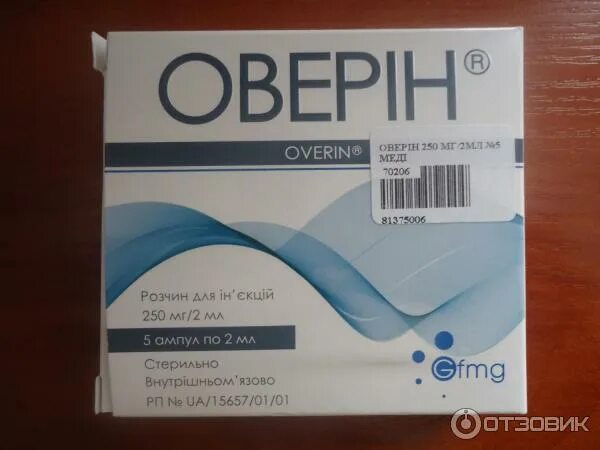 ОВЕРІН®
OVERIN®
ОВЕРІН 250 МГ/2МЛ №5
МЕДІ
70206
81375006
Розчин для ін'єкцій
250 мг/2 мл
5 ампул по 2 мл
Стерильно
Внутрішньом'язово
РП № UA/15657/01/01
Gfmg
ОТЗОВИК